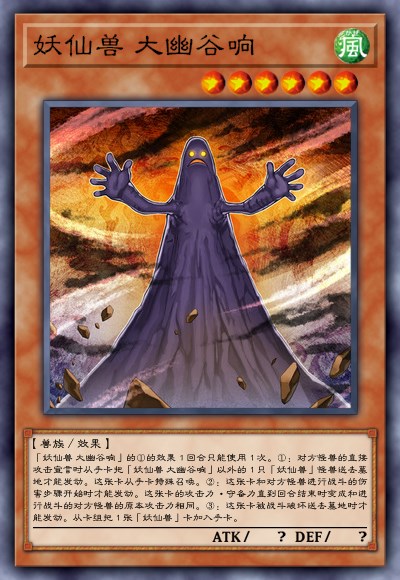 妖仙兽 大幽谷响
風
【兽族/效果】
「妖仙兽 大幽谷响」的①的效果1回合只能使用1次。①：对方怪兽的直接
攻击宣言时从手卡把「妖仙兽 大幽谷响」以外的1只「妖仙兽」怪兽送去墓
地才能发动。这张卡从手卡特殊召唤。②：这张卡和对方怪兽进行战斗的伤
害步骤开始时才能发动。这张卡的攻击力·守备力直到回合结束时变成和进
行战斗的对方怪兽的原本攻击力相同。③：这张卡被战斗破坏送去墓地时才
能发动。从卡组把1张「妖仙兽」卡加入手卡。
ATK/ ? DEF/ ?